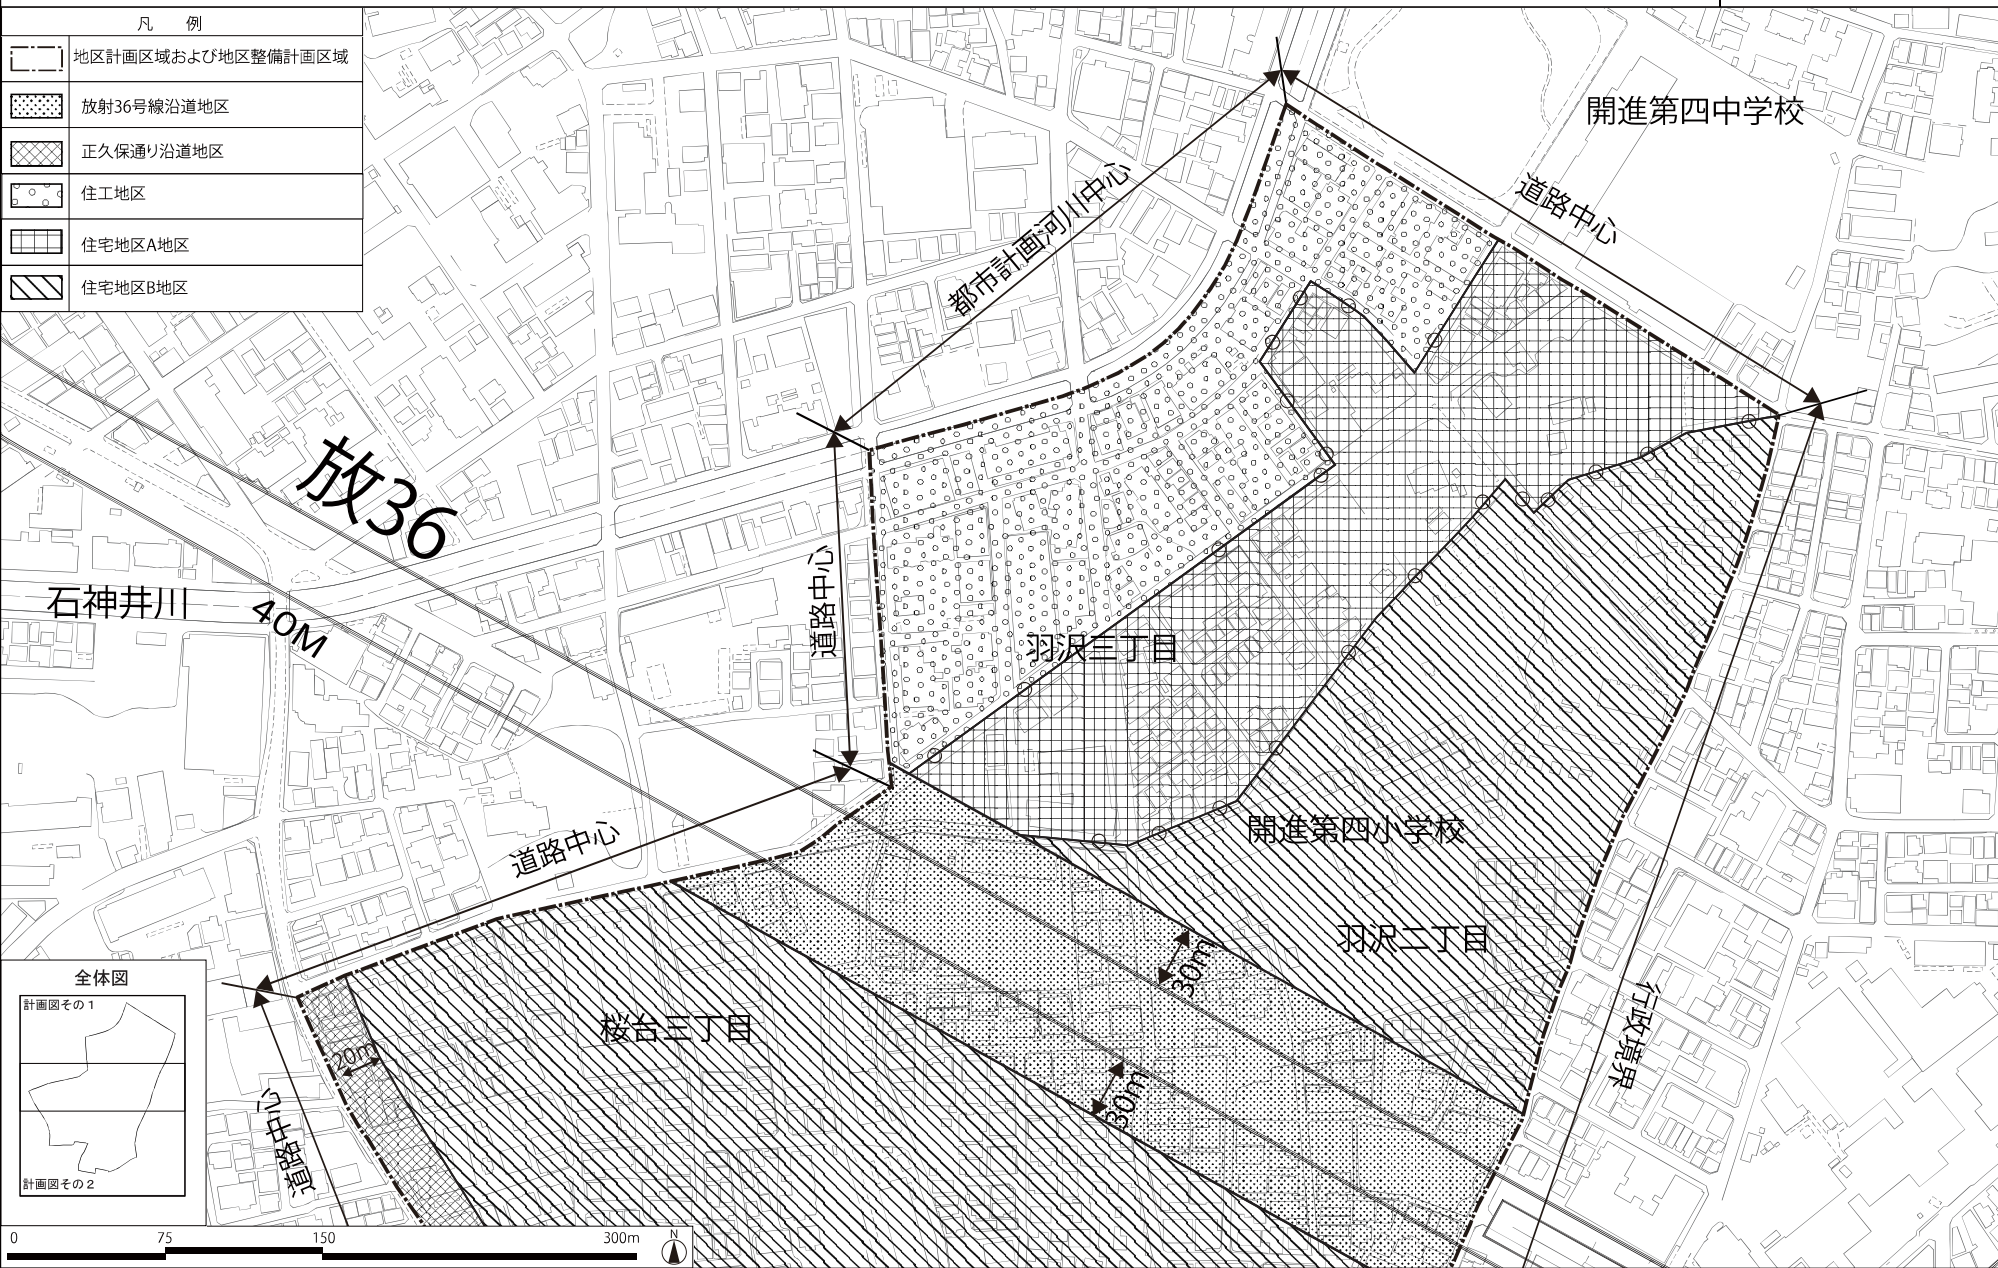 凡 例
地区計画区域および地区整備計画区域
放射36号線沿道地区
正久保通り沿道地区
住工地区
住宅地区A地区
住宅地区B地区
開進第四中学校
道路中心
都市計画河川中心
放36
40M
石神井川
道路中心
羽沢三丁目
道路中心
開進第四小学校
羽沢二丁目
30m
桜台三丁目
30m
20m
道路中心
行政境界
全体図
計画図その1
計画図その2
0 75 150 300m
N